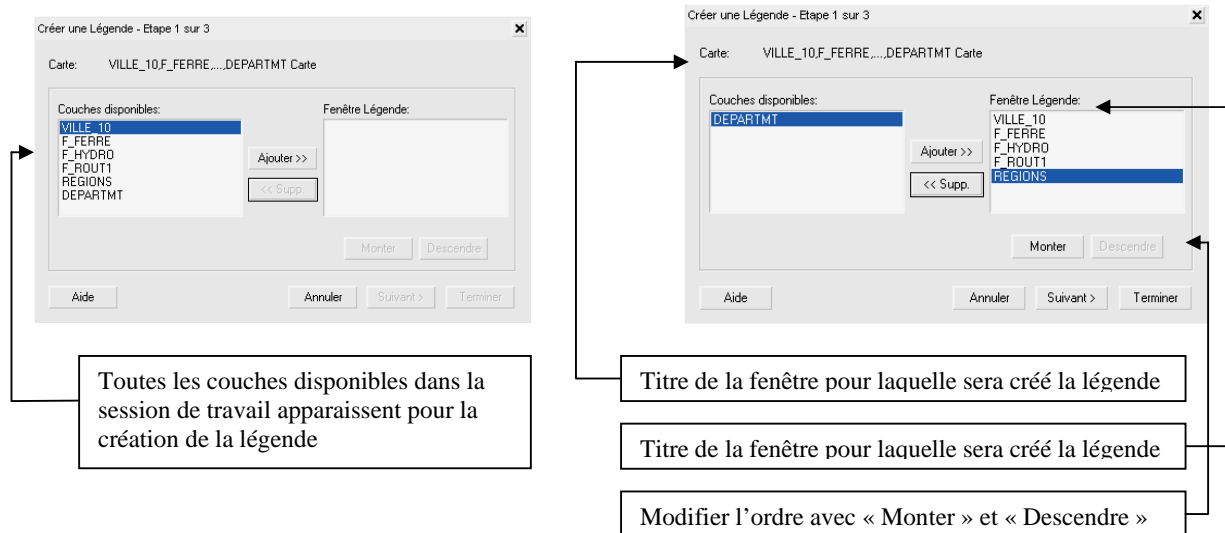 Créer une Légende - Etape 1 sur 3
Carte: VILLE_10,F_FERRE,...,DEPARTMT Carte
Couches disponibles: Fenêtre Légende:
VILLE_10
F_FERRE
F_HYDRO
F_ROUT1
REGIONS
DEPARTMT
Ajouter >>
<< Supp.
Monter Descendre
Aide Annuler Suivant > Terminer
Toutes les couches disponibles dans la
session de travail apparaissent pour la
création de la légende
Créer une Légende - Etape 1 sur 3
Carte: VILLE_10,F_FERRE,...,DEPARTMT Carte
Couches disponibles: Fenêtre Légende:
DEPARTMT
Ajouter >>
<< Supp.
VILLE_10
F_FERRE
F_HYDRO
F_ROUT1
REGIONS
Monter Descendre
Aide Annuler Suivant > Terminer
Titre de la fenêtre pour laquelle sera créé la légende
Titre de la fenêtre pour laquelle sera créé la légende
Modifier l’ordre avec « Monter » et « Descendre »